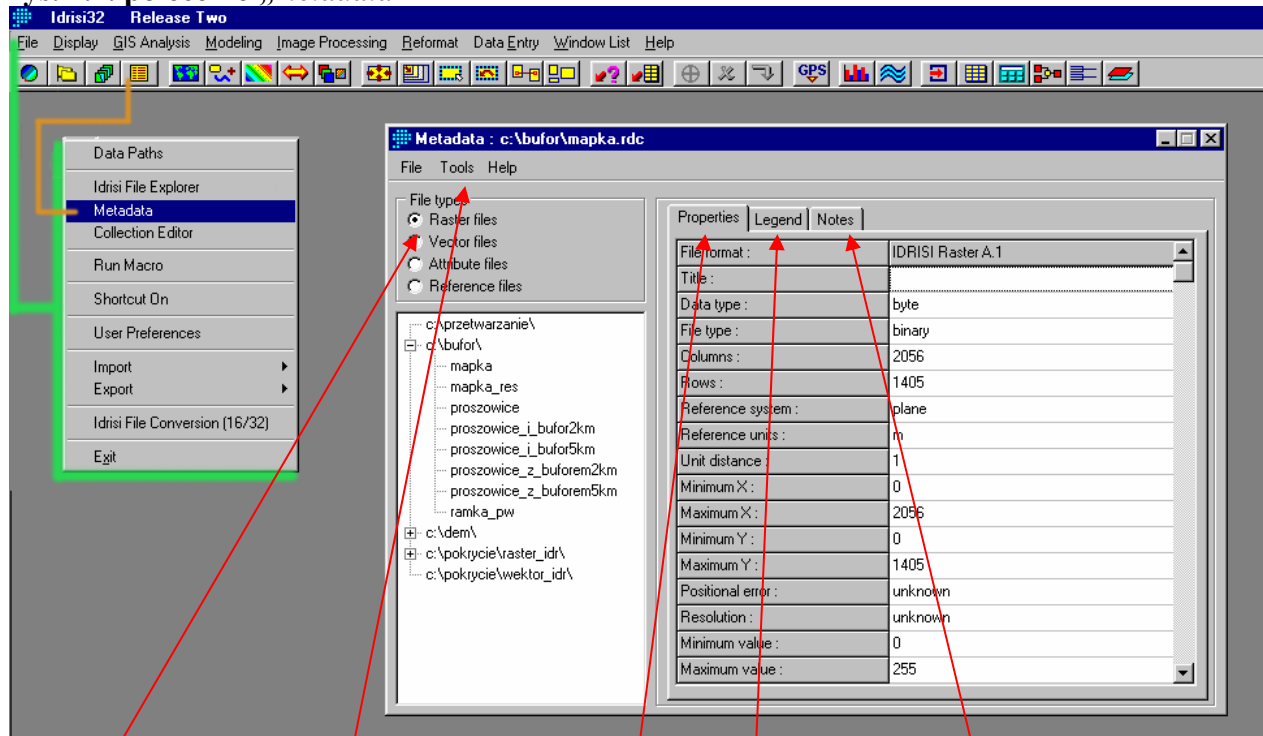 Idrisi32 Release Two
File Display GIS Analysis Modeling Image Processing Reformat Data Entry Window List Help
GPS
Data Paths
Idrisi File Explorer
Metadata
Collection Editor
Run Macro
Shortcut On
User Preferences
Import
Export
Idrisi File Conversion (16/32)
Exit
Metadata : c:\bufor\mapka.rdc
File Tools Help
File types
Raster files
Vector files
Attribute files
Reference files
c:\przetwarzanie\
c:\bufor\
mapka
mapka_res
proszowice
proszowice_i_bufor2km
proszowice_i_bufor5km
proszowice_z_buforem2km
proszowice_z_buforem5km
ramka_pw
c:\dem\
c:\pokrycie\raster_idr\
c:\pokrycie\wektor_idr\
Properties Legend Notes
File format : IDRISI Raster A.1
Title :
Data type : byte
File type : binary
Columns : 2056
Rows : 1405
Reference system : plane
Reference units : m
Unit distance : 1
Minimum X : 0
Maximum X : 2056
Minimum Y : 0
Maximum Y : 1405
Positional error : unknown
Resolution : unknown
Minimum value : 0
Maximum value : 255